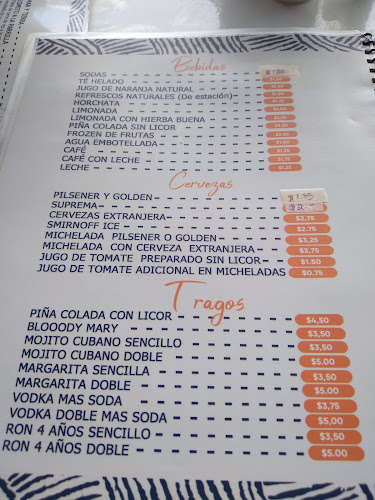 Bebidas
SODAS
TÉ HELADO
JUGO DE NARANJA NATURAL
REFRESCOS NATURALES (De estación)
HORCHATA
LIMONADA
LIMONADA CON HIERBA BUENA
PIÑA COLADA SIN LICOR
FROZEN DE FRUTAS
AGUA EMBOTELLADA
CAFÉ
CAFÉ CON LECHE
LECHE
Cervezas
PILSENER Y GOLDEN $1.75
SUPREMA
CERVEZAS EXTRANJERA $2,75
SMIRNOFF ICE $2.75
MICHELADA PILSENER O GOLDEN $3,25
MICHELADA CON CERVEZA EXTRANJERA $3,75
JUGO DE TOMATE PREPARADO SIN LICOR $1.50
JUGO DE TOMATE ADICIONAL EN MICHELADAS $0.75
Tragos
PIÑA COLADA CON LICOR $4,50
BLOOODY MARY $3,50
MOJITO CUBANO SENCILLO $3,50
MOJITO CUBANO DOBLE $5.00
MARGARITA SENCILLA $3,50
MARGARITA DOBLE $5.00
VODKA MAS SODA $3,75
VODKA DOBLE MAS SODA $5,00
RON 4 AÑOS SENCILLO $3,50
RON 4 AÑOS DOBLE $5.00